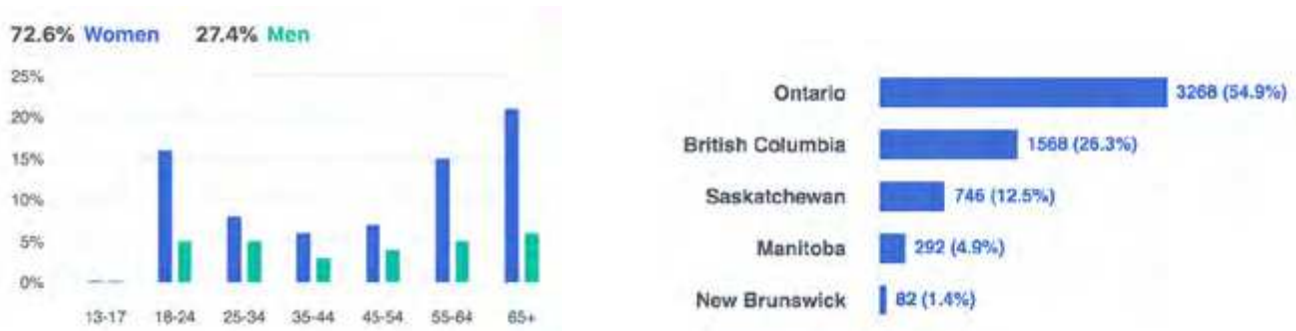 72.6% Women 27.4% Men
25%
20%
15%
10%
5%
0%
13-17 18-24 25-34 35-44 45-54 55-64 65+
Ontario 3268 (54.9%)
British Columbia 1568 (26.3%)
Saskatchewan 746 (12.5%)
Manitoba 292 (4.9%)
New Brunswick 82 (1.4%)